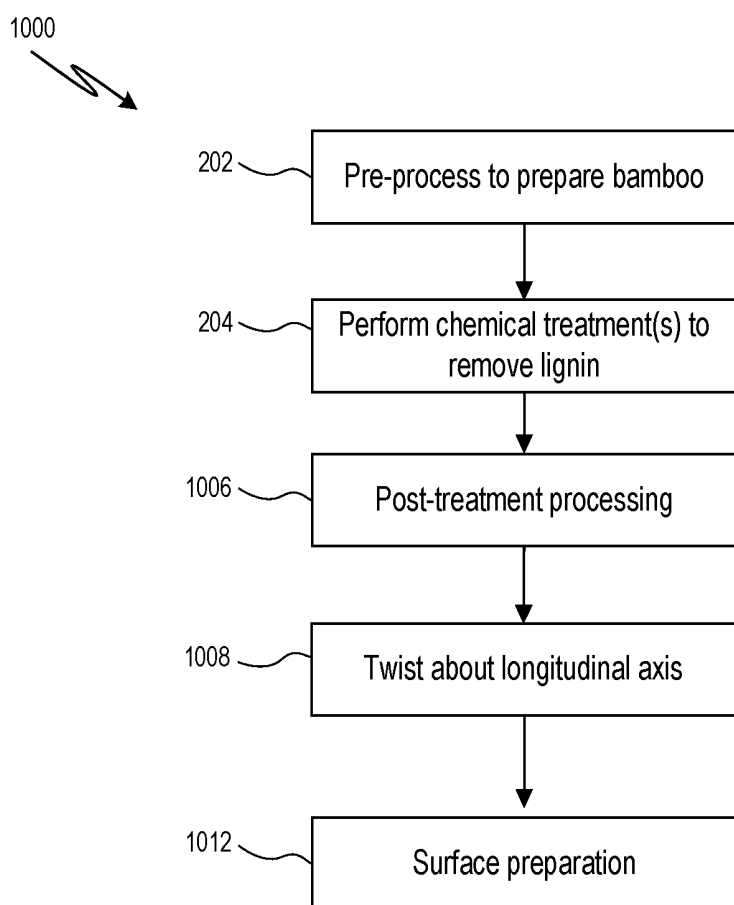 1000
202
Pre-process to prepare bamboo
204
Perform chemical treatment(s) to
remove lignin
1006
Post-treatment processing
1008
Twist about longitudinal axis
1012
Surface preparation